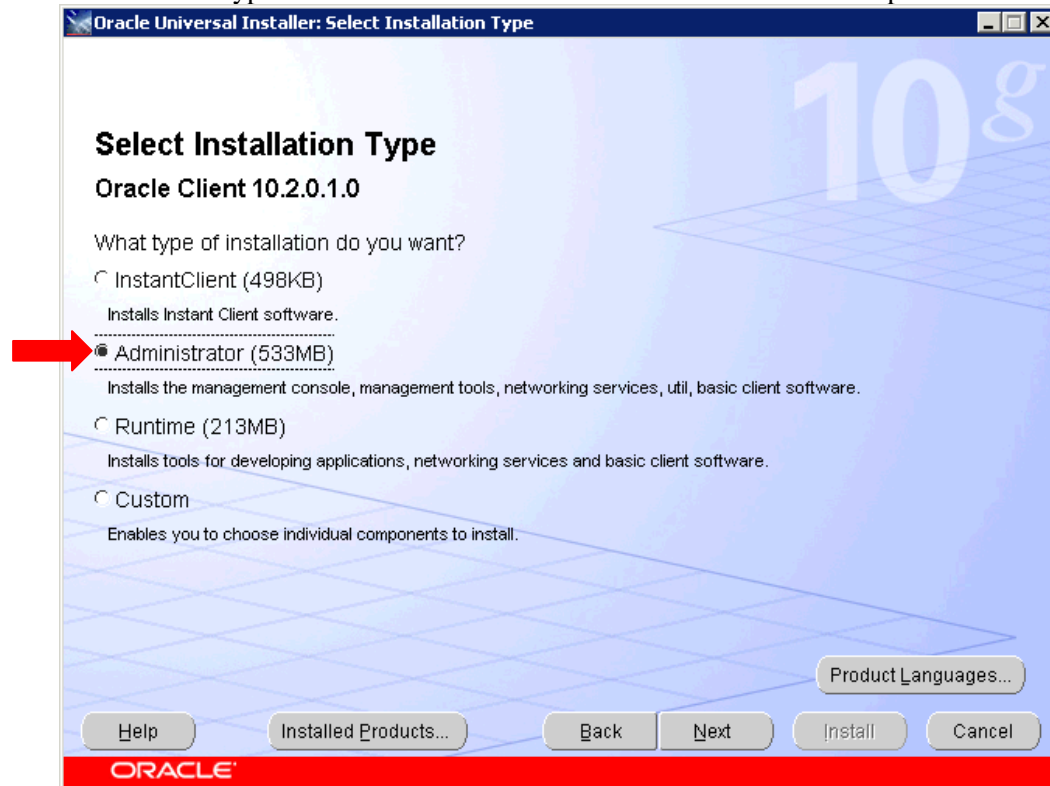 Oracle Universal Installer: Select Installation Type
10g
Select Installation Type
Oracle Client 10.2.0.1.0
What type of installation do you want?
InstantClient (498KB)
Installs Instant Client software.
Administrator (533MB)
Installs the management console, management tools, networking services, util, basic client software.
Runtime (213MB)
Installs tools for developing applications, networking services and basic client software.
Custom
Enables you to choose individual components to install.
Product Languages...
Help Installed Products... Back Next Install Cancel
ORACLE